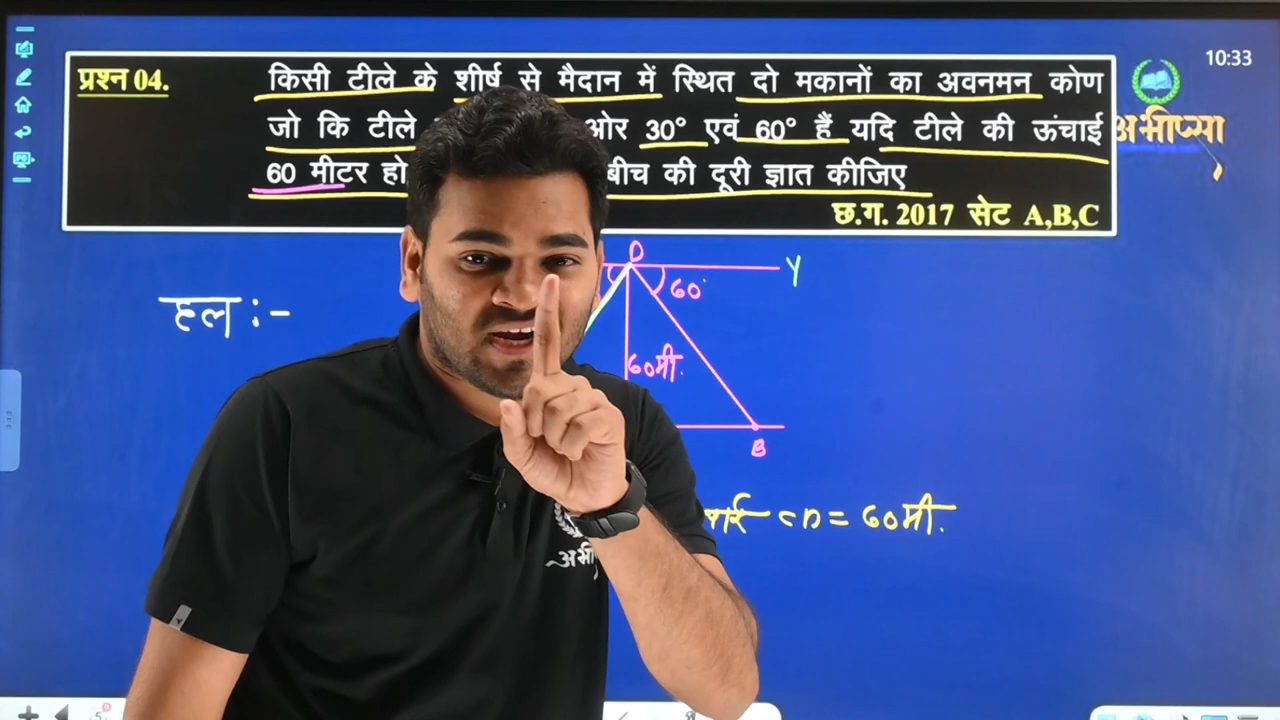 10:33
प्रश्न 04. किसी टीले के शीर्ष से मैदान में स्थित दो मकानों का अवनमन कोण
जो कि टीले ओर 30° एवं 60° हैं यदि टीले की ऊंचाई
60 मीटर हो बीच की दूरी ज्ञात कीजिए
छ.ग. 2017 सेट A,B,C
अभीप्सा
हल :-
D
Y
60°
60मी.
B
CD = 60मी.